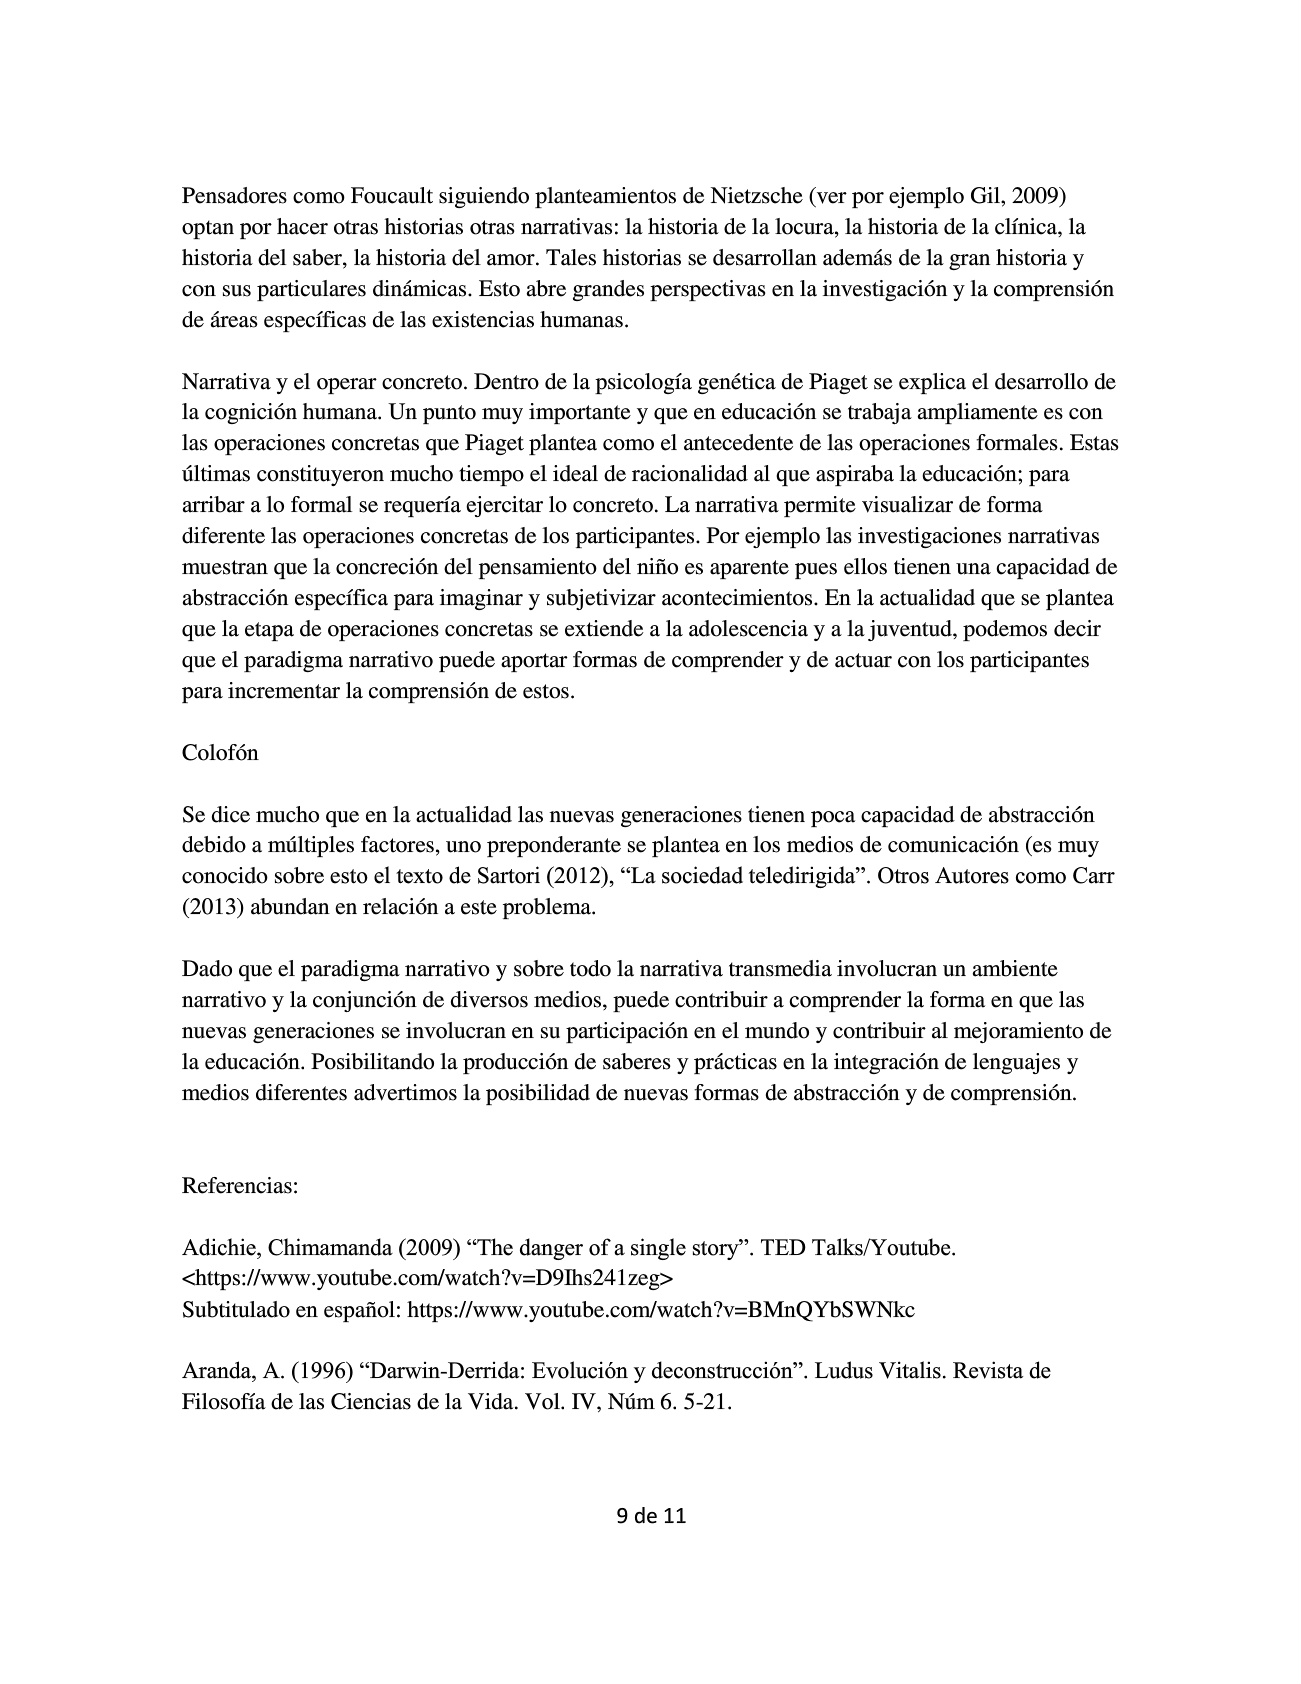 Pensadores como Foucault siguiendo planteamientos de Nietzsche (ver por ejemplo Gil, 2009)
optan por hacer otras historias otras narrativas: la historia de la locura, la historia de la clínica, la
historia del saber, la historia del amor. Tales historias se desarrollan además de la gran historia y
con sus particulares dinámicas. Esto abre grandes perspectivas en la investigación y la comprensión
de áreas específicas de las existencias humanas.
Narrativa y el operar concreto. Dentro de la psicología genética de Piaget se explica el desarrollo de
la cognición humana. Un punto muy importante y que en educación se trabaja ampliamente es con
las operaciones concretas que Piaget plantea como el antecedente de las operaciones formales. Estas
últimas constituyeron mucho tiempo el ideal de racionalidad al que aspiraba la educación; para
arribar a lo formal se requería ejercitar lo concreto. La narrativa permite visualizar de forma
diferente las operaciones concretas de los participantes. Por ejemplo las investigaciones narrativas
muestran que la concreción del pensamiento del niño es aparente pues ellos tienen una capacidad de
abstracción específica para imaginar y subjetivizar acontecimientos. En la actualidad que se plantea
que la etapa de operaciones concretas se extiende a la adolescencia y a la juventud, podemos decir
que el paradigma narrativo puede aportar formas de comprender y de actuar con los participantes
para incrementar la comprensión de estos.
Colofón
Se dice mucho que en la actualidad las nuevas generaciones tienen poca capacidad de abstracción
debido a múltiples factores, uno preponderante se plantea en los medios de comunicación (es muy
conocido sobre esto el texto de Sartori (2012), “La sociedad teledirigida”. Otros Autores como Carr
(2013) abundan en relación a este problema.
Dado que el paradigma narrativo y sobre todo la narrativa transmedia involucran un ambiente
narrativo y la conjunción de diversos medios, puede contribuir a comprender la forma en que las
nuevas generaciones se involucran en su participación en el mundo y contribuir al mejoramiento de
la educación. Posibilitando la producción de saberes y prácticas en la integración de lenguajes y
medios diferentes advertimos la posibilidad de nuevas formas de abstracción y de comprensión.
Referencias:
Adichie, Chimamanda (2009) “The danger of a single story”. TED Talks/Youtube.
<https://www.youtube.com/watch?v=D9Ihs241zeg>
Subtitulado en español: https://www.youtube.com/watch?v=BMnQYbSWNkc
Aranda, A. (1996) “Darwin-Derrida: Evolución y deconstrucción”. Ludus Vitalis. Revista de
Filosofía de las Ciencias de la Vida. Vol. IV, Núm 6. 5-21.
9 de 11